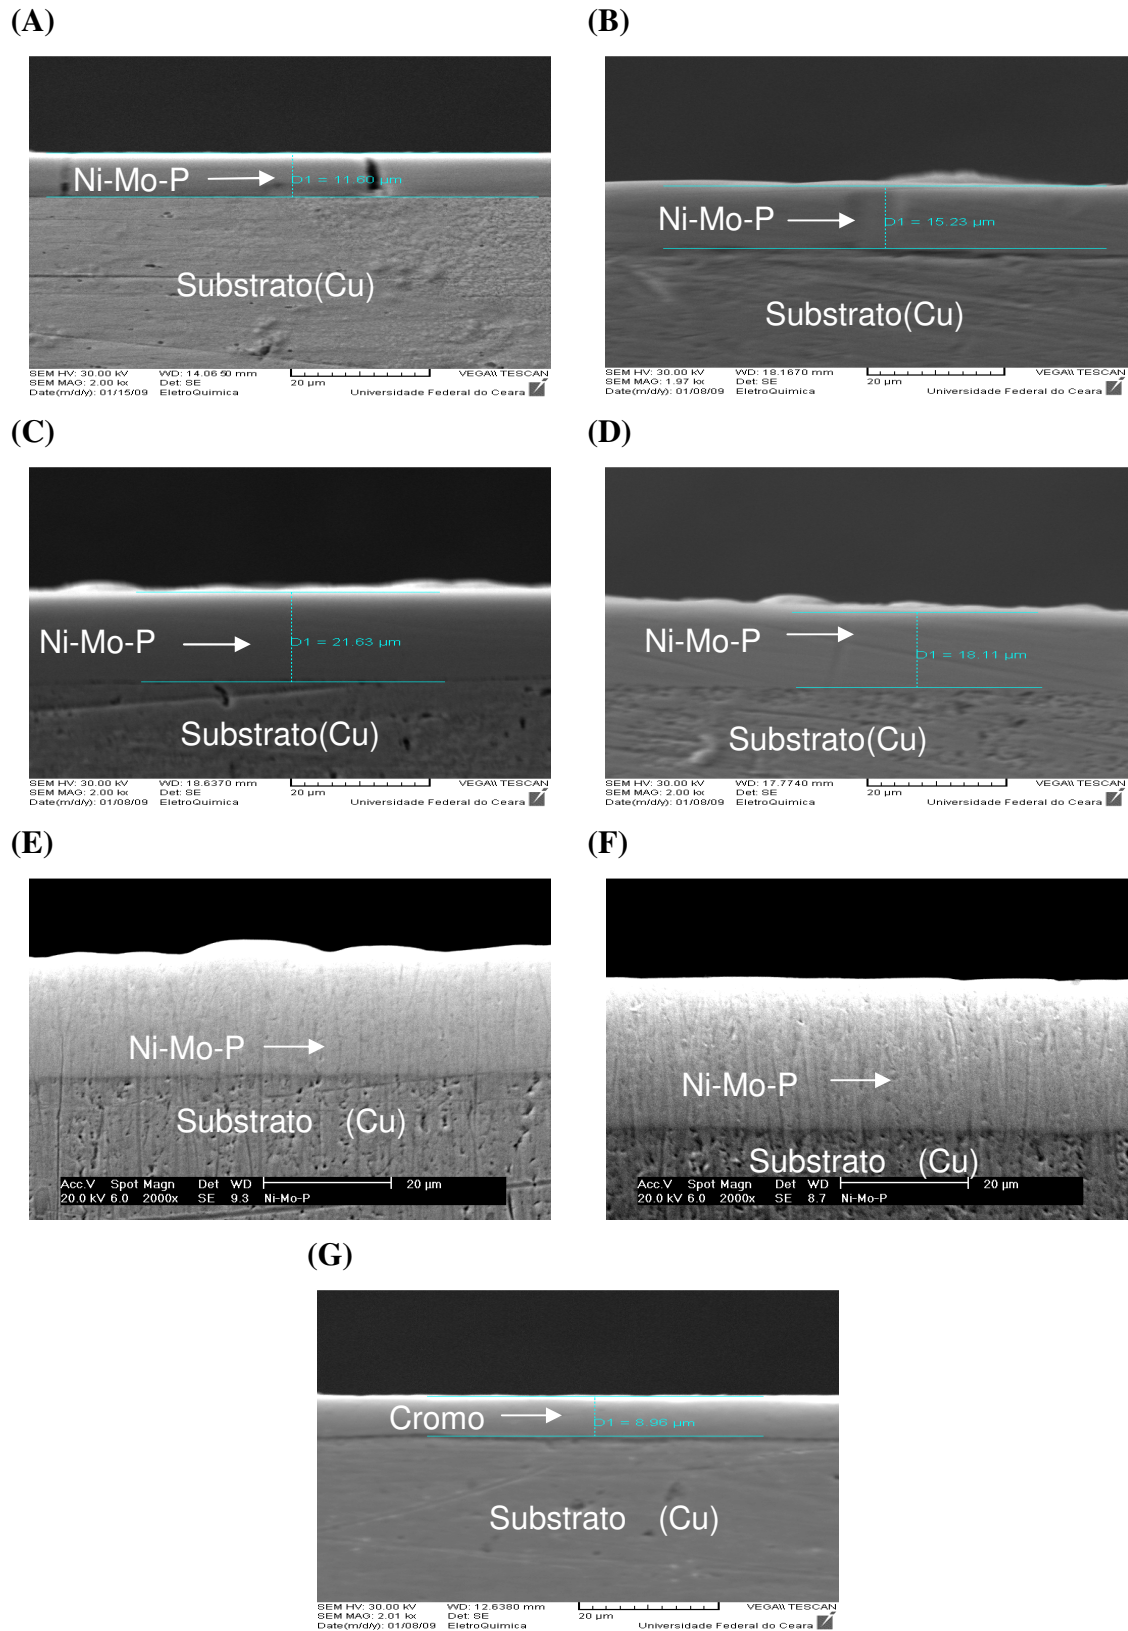 (A)
(B)
Ni-Mo-P
D1 = 11.60 µm
Substrato(Cu)
SEM HV: 30.00 kV WD: 14.0650 mm VEGA\\ TESCAN
SEM MAG: 2.00 kx Det: SE 20 µm
Date(m/d/y): 01/15/09 EletroQuimica Universidade Federal do Ceara
Ni-Mo-P
D1 = 15.23 µm
Substrato(Cu)
SEM HV: 30.00 kV WD: 18.1670 mm VEGA\\ TESCAN
SEM MAG: 1.97 kx Det: SE 20 µm
Date(m/d/y): 01/08/09 EletroQuimica Universidade Federal do Ceara
(C)
(D)
Ni-Mo-P
D1 = 21.63 µm
Substrato(Cu)
SEM HV: 30.00 kV WD: 18.6370 mm VEGA\\ TESCAN
SEM MAG: 2.00 kx Det: SE 20 µm
Date(m/d/y): 01/08/09 EletroQuimica Universidade Federal do Ceara
Ni-Mo-P
D1 = 18.11 µm
Substrato(Cu)
SEM HV: 30.00 kV WD: 17.7740 mm VEGA\\ TESCAN
SEM MAG: 2.00 kx Det: SE 20 µm
Date(m/d/y): 01/08/09 EletroQuimica Universidade Federal do Ceara
(E)
(F)
Ni-Mo-P
Substrato (Cu)
Acc.V Spot Magn Det WD 20 µm
20.0 kV 6.0 2000x SE 9.3 Ni-Mo-P
Ni-Mo-P
Substrato (Cu)
Acc.V Spot Magn Det WD 20 µm
20.0 kV 6.0 2000x SE 8.7 Ni-Mo-P
(G)
Cromo
D1 = 8.96 µm
Substrato (Cu)
SEM HV: 30.00 kV WD: 12.6380 mm VEGA\\ TESCAN
SEM MAG: 2.01 kx Det: SE 20 µm
Date(m/d/y): 01/08/09 EletroQuimica Universidade Federal do Ceara